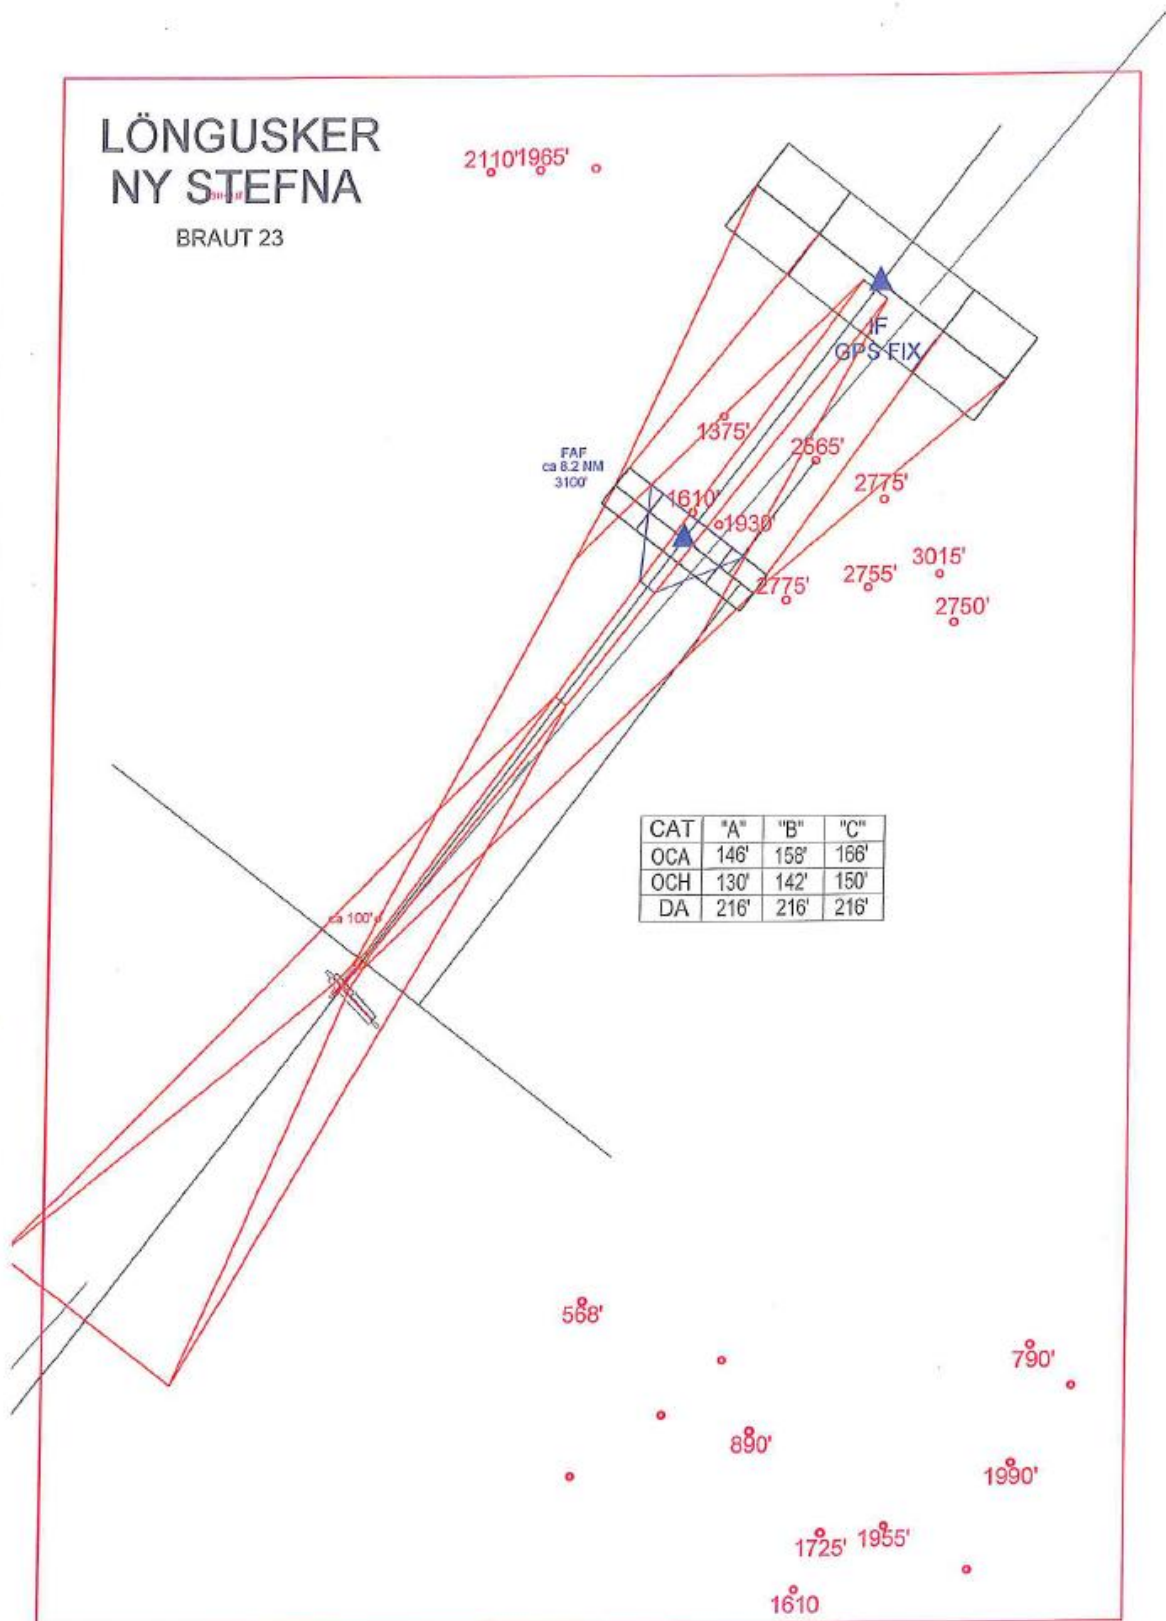 LÖNGUSKER
NY STEFNA
BRAUT 23
2110' 1965'
IF
GPS FIX
1375'
2565'
FAF
ca 8.2 NM
3100'
2775'
1610'
1930'
3015'
2755'
2775'
2750'
CAT "A" "B" "C"
OCA 146' 158' 166'
OCH 130' 142' 150'
DA 216' 216' 216'
ca 100'
568'
790'
890'
1990'
1725' 1955'
1610